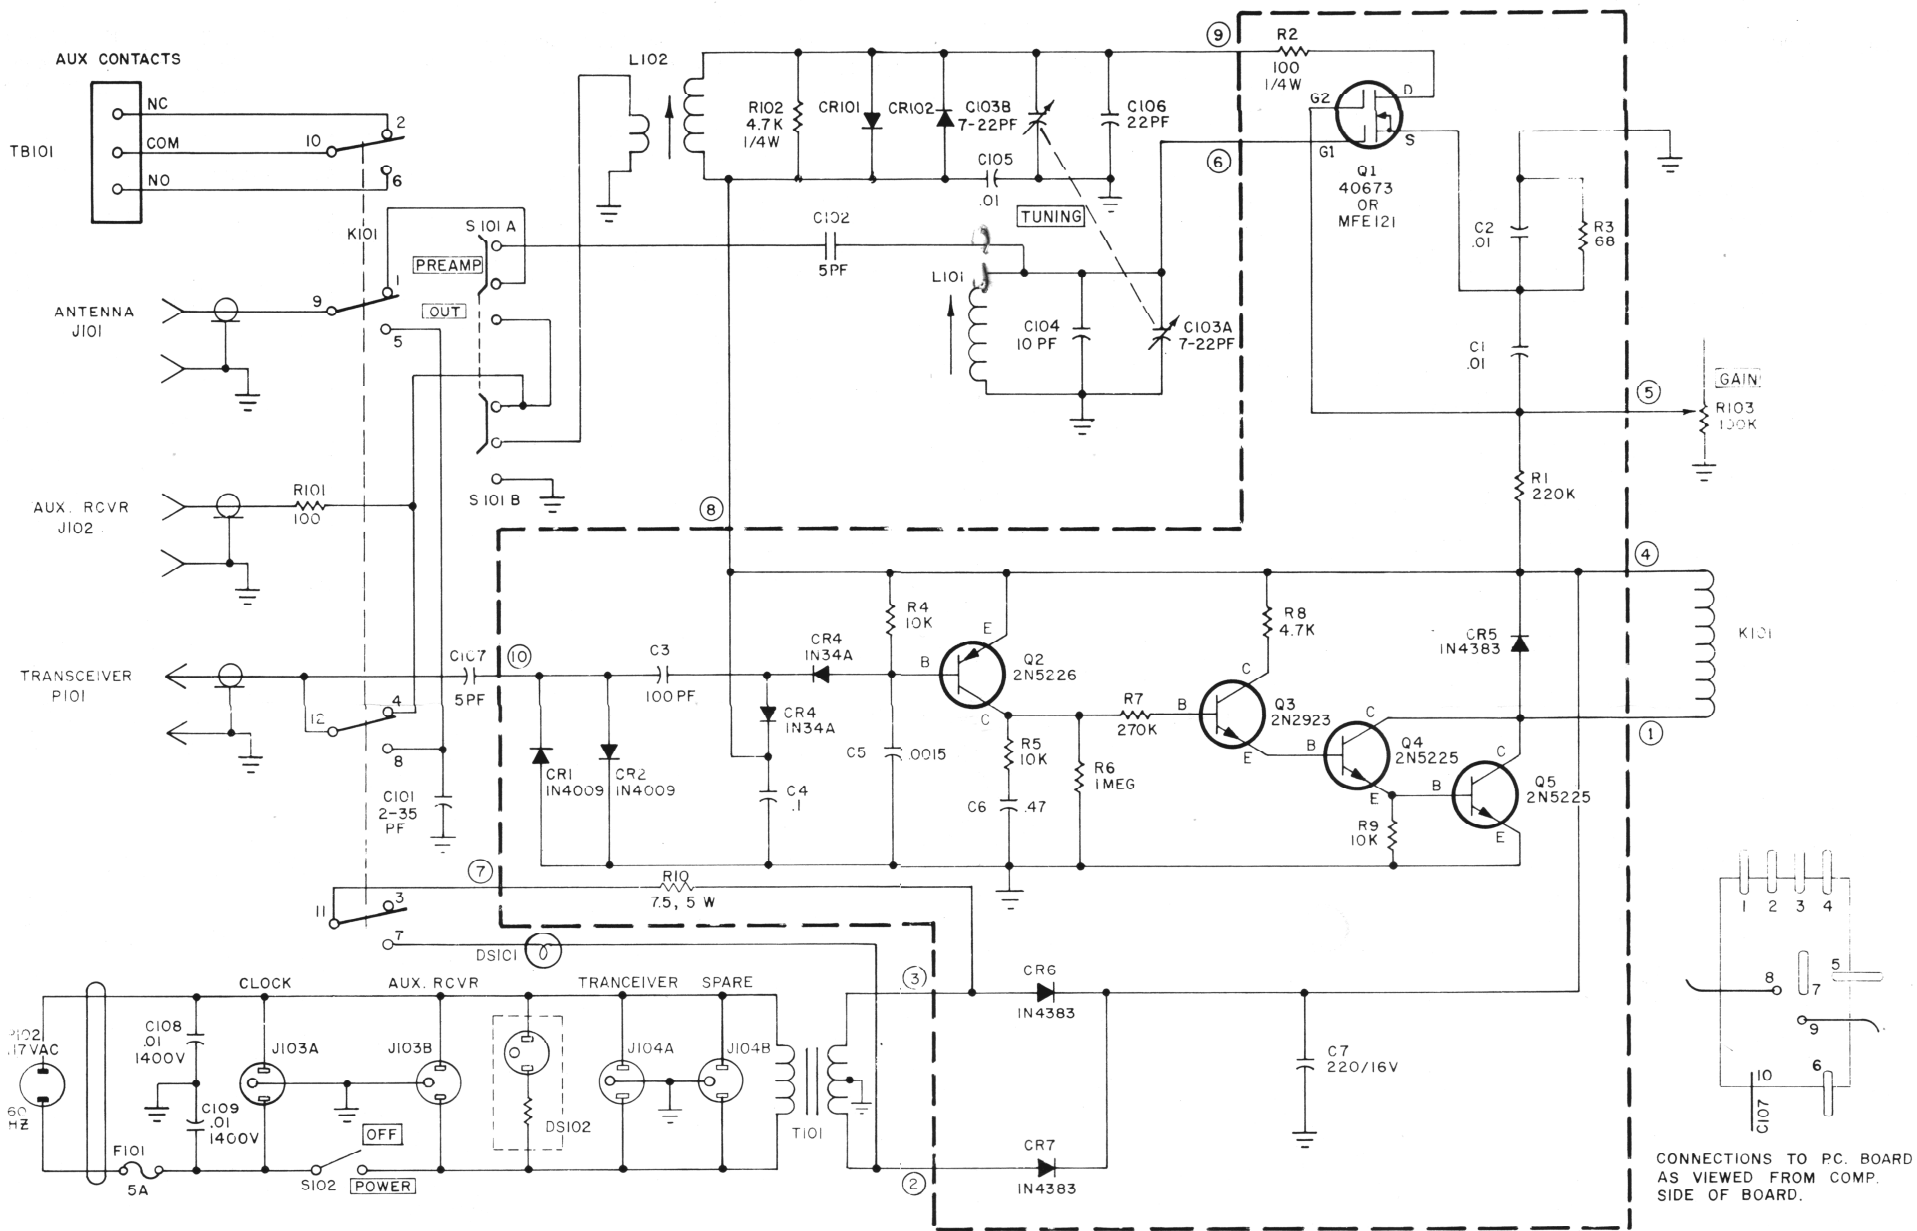 AUX CONTACTS
TB101
NC
COM
NO
10
2
6
K101
ANTENNA
J101
9
1
5
S101A
PREAMP
OUT
S101B
AUX. RCVR
J102
R101
100
TRANSCEIVER
P101
12
4
8
C101
2-35
PF
C107
5PF
11
3
7
DS101
L102
R102
4.7K
1/4W
CR101
CR102
C103B
7-22PF
C106
22PF
C105
.01
TUNING
C102
5PF
L101
C104
10 PF
C103A
7-22PF
9
6
8
R2
100
1/4W
G2
D
G1
S
Q1
40673
OR
MFE121
C2
.01
R3
68
C1
.01
5
GAIN
R103
100K
R1
220K
4
K101
1
10
C3
100PF
CR4
1N34A
CR4
1N34A
R4
10K
E
B
C
Q2
2N5226
CR1
1N4009
CR2
1N4009
C4
.1
C5
.0015
R5
10K
C6
.47
R6
1MEG
R7
270K
R8
4.7K
B
C
E
Q3
2N2923
B
C
E
Q4
2N5225
CR5
1N4383
B
C
E
Q5
2N5225
R9
10K
7
R10
7.5, 5 W
3
CR6
1N4383
CR7
1N4383
2
C7
220/16V
P102
117VAC
60
HZ
F101
5A
C108
.01
1400V
C109
.01
1400V
CLOCK
J103A
OFF
S102
POWER
AUX. RCVR
J103B
DS102
TRANCEIVER
J104A
SPARE
J104B
T101
1 2 3 4
8
7
5
9
10
6
C107
CONNECTIONS TO P.C. BOARD
AS VIEWED FROM COMP.
SIDE OF BOARD.